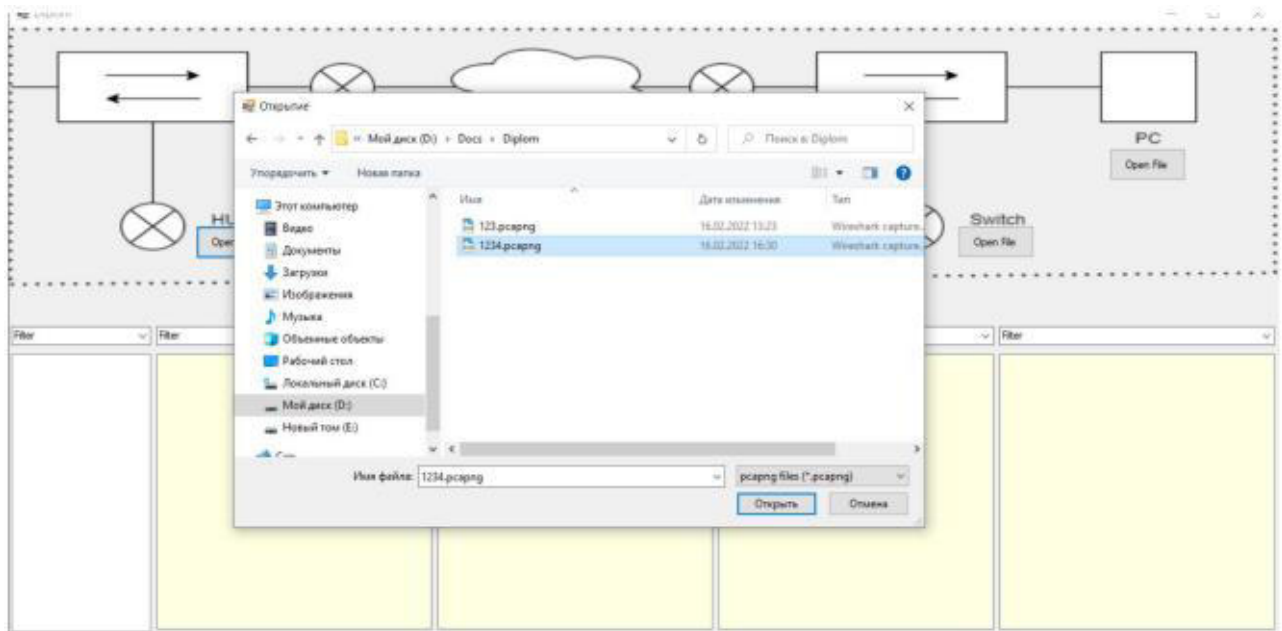 Diplom
Открытие
Мой диск (D:) › Docs › Diplom
Поиск в: Diplom
Упорядочить
Новая папка
Этот компьютер
Видео
Документы
Загрузки
Изображения
Музыка
Объемные объекты
Рабочий стол
Локальный диск (C:)
Мой диск (D:)
Новый том (E:)
Имя
Дата изменения
Тип
123.pcapng
16.02.2022 13:23
Wireshark capture
1234.pcapng
16.02.2022 16:30
Wireshark capture
Имя файла:
1234.pcapng
pcapng files (*.pcapng)
Открыть
Отмена
PC
Open File
Switch
Open File
Filter
Filter
Filter